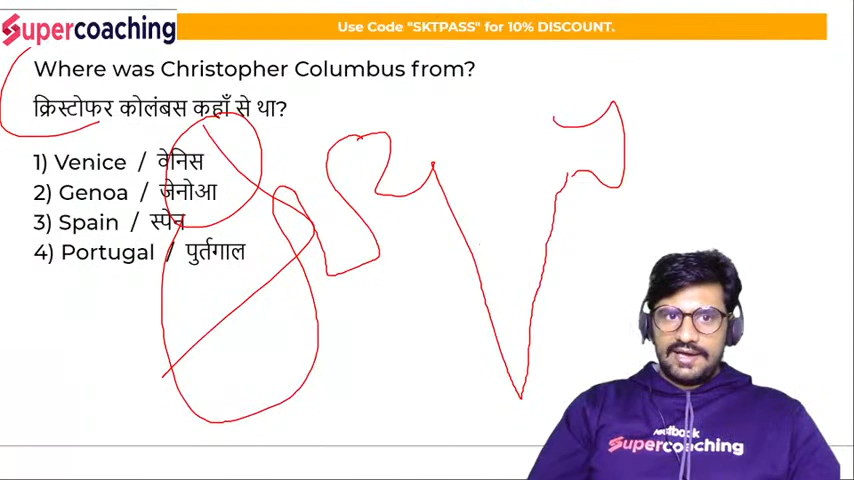 Supercoaching
Use Code "SKTPASS" for 10% DISCOUNT.
Where was Christopher Columbus from?
क्रिस्टोफर कोलंबस कहाँ से था?
1) Venice / वेनिस
2) Genoa / जेनोआ
3) Spain / स्पेन
4) Portugal / पुर्तगाल
testbook
Supercoaching